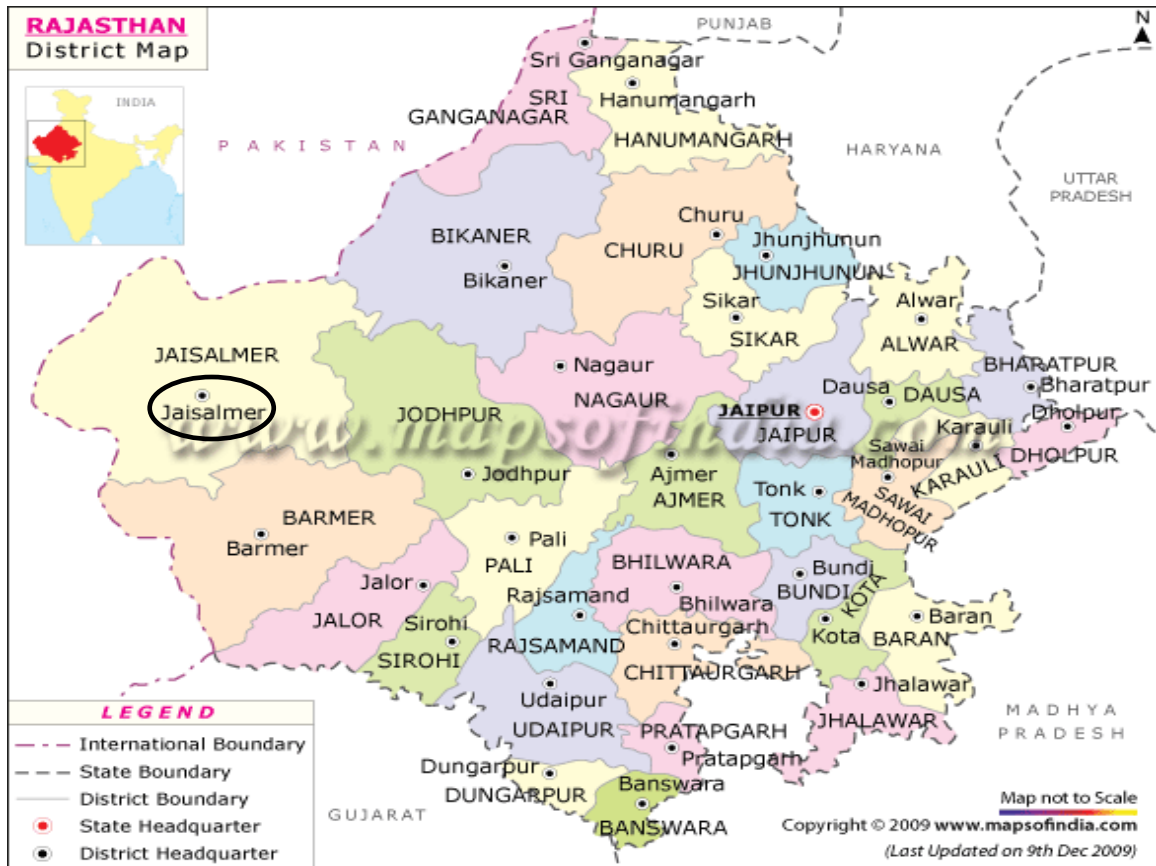 RAJASTHAN
District Map
INDIA
PUNJAB
N
PAKISTAN
HARYANA
UTTAR
PRADESH
Sri Ganganagar
SRI
GANGANAGAR
Hanumangarh
HANUMANGARH
BIKANER
Bikaner
Churu
CHURU
Jhunjhunun
JHUNJHUNUN
Sikar
SIKAR
Alwar
ALWAR
JAISALMER
Jaisalmer
JODHPUR
Jodhpur
Nagaur
NAGAUR
JAIPUR
JAIPUR
Dausa
DAUSA
BHARATPUR
Bharatpur
Dholpur
DHOLPUR
Karauli
KARAULI
Sawai
Madhopur
SAWAI
MADHOPUR
www.mapsofindia.com
Ajmer
AJMER
Tonk
TONK
BARMER
Barmer
Pali
PALI
Jalor
JALOR
Sirohi
SIROHI
Rajsamand
RAJSAMAND
BHILWARA
Bhilwara
Bundi
BUNDI
KOTA
Kota
Baran
BARAN
Chittaurgarh
CHITTAURGARH
Udaipur
UDAIPUR
Jhalawar
JHALAWAR
PRATAPGARH
Pratapgarh
Dungarpur
DUNGARPUR
Banswara
BANSWARA
MADHYA
PRADESH
GUJARAT
LEGEND
International Boundary
State Boundary
District Boundary
State Headquarter
District Headquarter
Map not to Scale
Copyright © 2009 www.mapsofindia.com
(Last Updated on 9th Dec 2009)